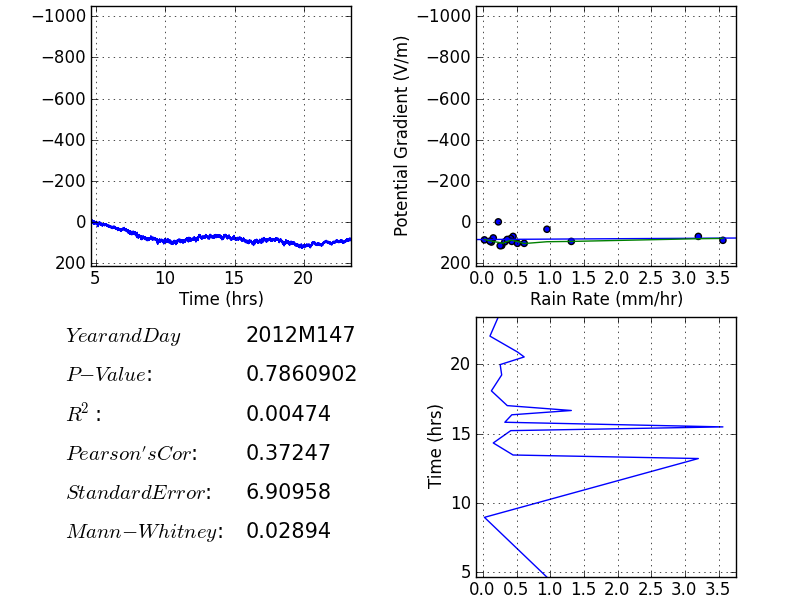 −1000
−800
−600
−400
−200
0
200
5 10 15 20
Time (hrs)
Potential Gradient (V/m)
−1000
−800
−600
−400
−200
0
200
0.0 0.5 1.0 1.5 2.0 2.5 3.0 3.5
Rain Rate (mm/hr)
YearandDay 2012M147
P−Value: 0.7860902
R²: 0.00474
Pearson'sCor: 0.37247
StandardError: 6.90958
Mann−Whitney: 0.02894
Time (hrs)
20
15
10
5
0.0 0.5 1.0 1.5 2.0 2.5 3.0 3.5